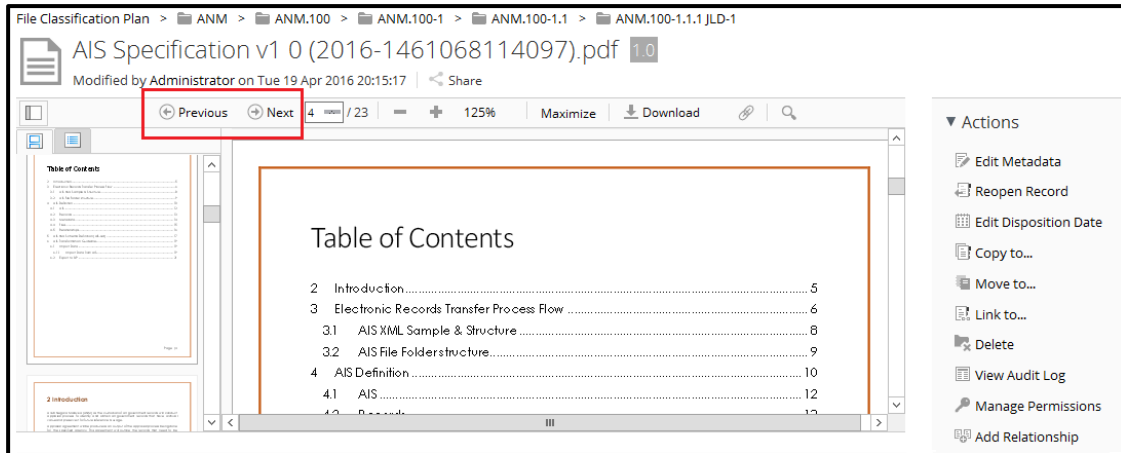 File Classification Plan > ANM > ANM.100 > ANM.100-1 > ANM.100-1.1 > ANM.100-1.1.1 JLD-1
AIS Specification v1 0 (2016-1461068114097).pdf 1.0
Modified by Administrator on Tue 19 Apr 2016 20:15:17 Share
Previous Next 4 / 23 125% Maximize Download
Table of Contents
2 Introduction
Table of Contents
2 Introduction 5
3 Electronic Records Transfer Process Flow 6
3.1 AIS XML Sample & Structure 8
3.2 AIS File Folder structure 9
4 AIS Definition 10
4.1 AIS 12
Actions
Edit Metadata
Reopen Record
Edit Disposition Date
Copy to...
Move to...
Link to...
Delete
View Audit Log
Manage Permissions
Add Relationship